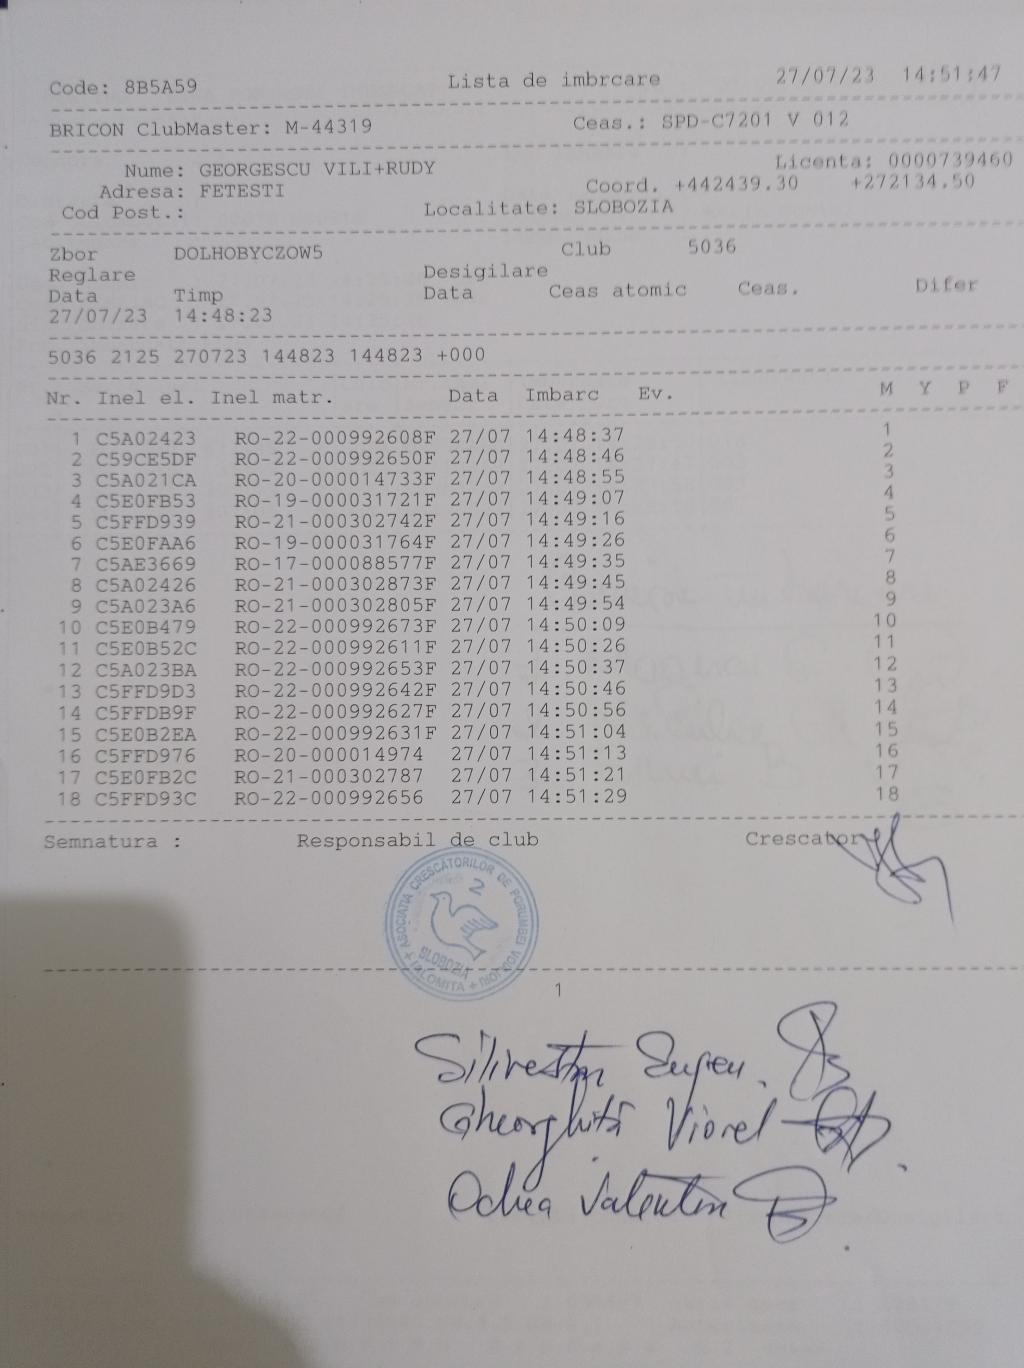 Code: 8B5A59 Lista de imbrcare 27/07/23 14:51:47
BRICON ClubMaster: M-44319 Ceas.: SPD-C7201 V 012
Nume: GEORGESCU VILI+RUDY Licenta: 0000739460
Adresa: FETESTI Coord. +442439.30 +272134.50
Cod Post.: Localitate: SLOBOZIA
Zbor DOLHOBYCZOW5 Club 5036
Reglare Desigilare
Data Timp Data Ceas atomic Ceas. Difer
27/07/23 14:48:23
5036 2125 270723 144823 144823 +000
Nr. Inel el. Inel matr. Data Imbarc Ev. M Y P F
1 C5A02423 RO-22-000992608F 27/07 14:48:37 1
2 C59CE5DF RO-22-000992650F 27/07 14:48:46 2
3 C5A021CA RO-20-000014733F 27/07 14:48:55 3
4 C5E0FB53 RO-19-000031721F 27/07 14:49:07 4
5 C5FFD939 RO-21-000302742F 27/07 14:49:16 5
6 C5E0FAA6 RO-19-000031764F 27/07 14:49:26 6
7 C5AE3669 RO-17-000088577F 27/07 14:49:35 7
8 C5A02426 RO-21-000302873F 27/07 14:49:45 8
9 C5A023A6 RO-21-000302805F 27/07 14:49:54 9
10 C5E0B479 RO-22-000992673F 27/07 14:50:09 10
11 C5E0B52C RO-22-000992611F 27/07 14:50:26 11
12 C5A023BA RO-22-000992653F 27/07 14:50:37 12
13 C5FFD9D3 RO-22-000992642F 27/07 14:50:46 13
14 C5FFDB9F RO-22-000992627F 27/07 14:50:56 14
15 C5E0B2EA RO-22-000992631F 27/07 14:51:04 15
16 C5FFD976 RO-20-000014974 27/07 14:51:13 16
17 C5E0FB2C RO-21-000302787 27/07 14:51:21 17
18 C5FFD93C RO-22-000992656 27/07 14:51:29 18
Semnatura : Responsabil de club Crescator
ASOCIAȚIA CRESCĂTORILOR DE PORUMBEI VOIAJORI
2
SLOBOZIA
IALOMITA
1
Silivestru Eugen.
Gheorghită Viorel
Ochea Valentin